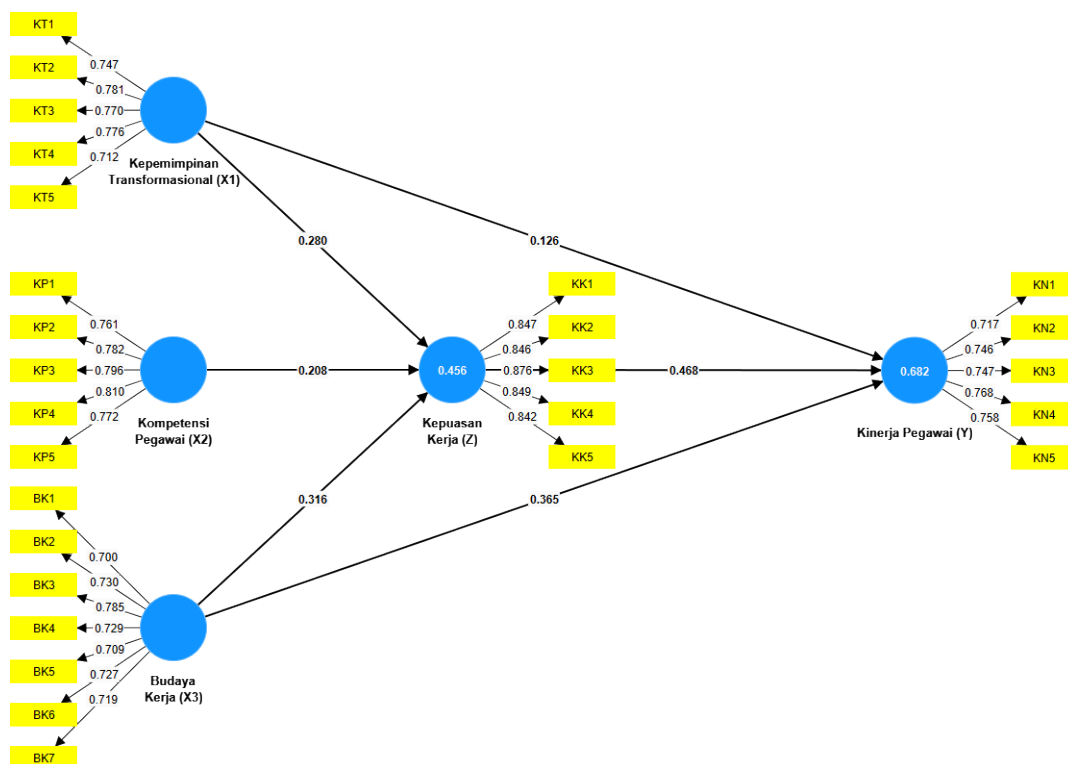 KT1
KT2
KT3
KT4
KT5
0.747
0.781
0.770
0.776
0.712
Kepemimpinan
Transformasional (X1)
0.280
0.126
KP1
KP2
KP3
KP4
KP5
0.761
0.782
0.796
0.810
0.772
Kompetensi
Pegawai (X2)
0.208
0.456
Kepuasan
Kerja (Z)
KK1
KK2
KK3
KK4
KK5
0.847
0.846
0.876
0.849
0.842
0.468
0.682
Kinerja Pegawai (Y)
KN1
KN2
KN3
KN4
KN5
0.717
0.746
0.747
0.768
0.758
0.316
0.365
BK1
BK2
BK3
BK4
BK5
BK6
BK7
0.700
0.730
0.785
0.729
0.709
0.727
0.719
Budaya
Kerja (X3)